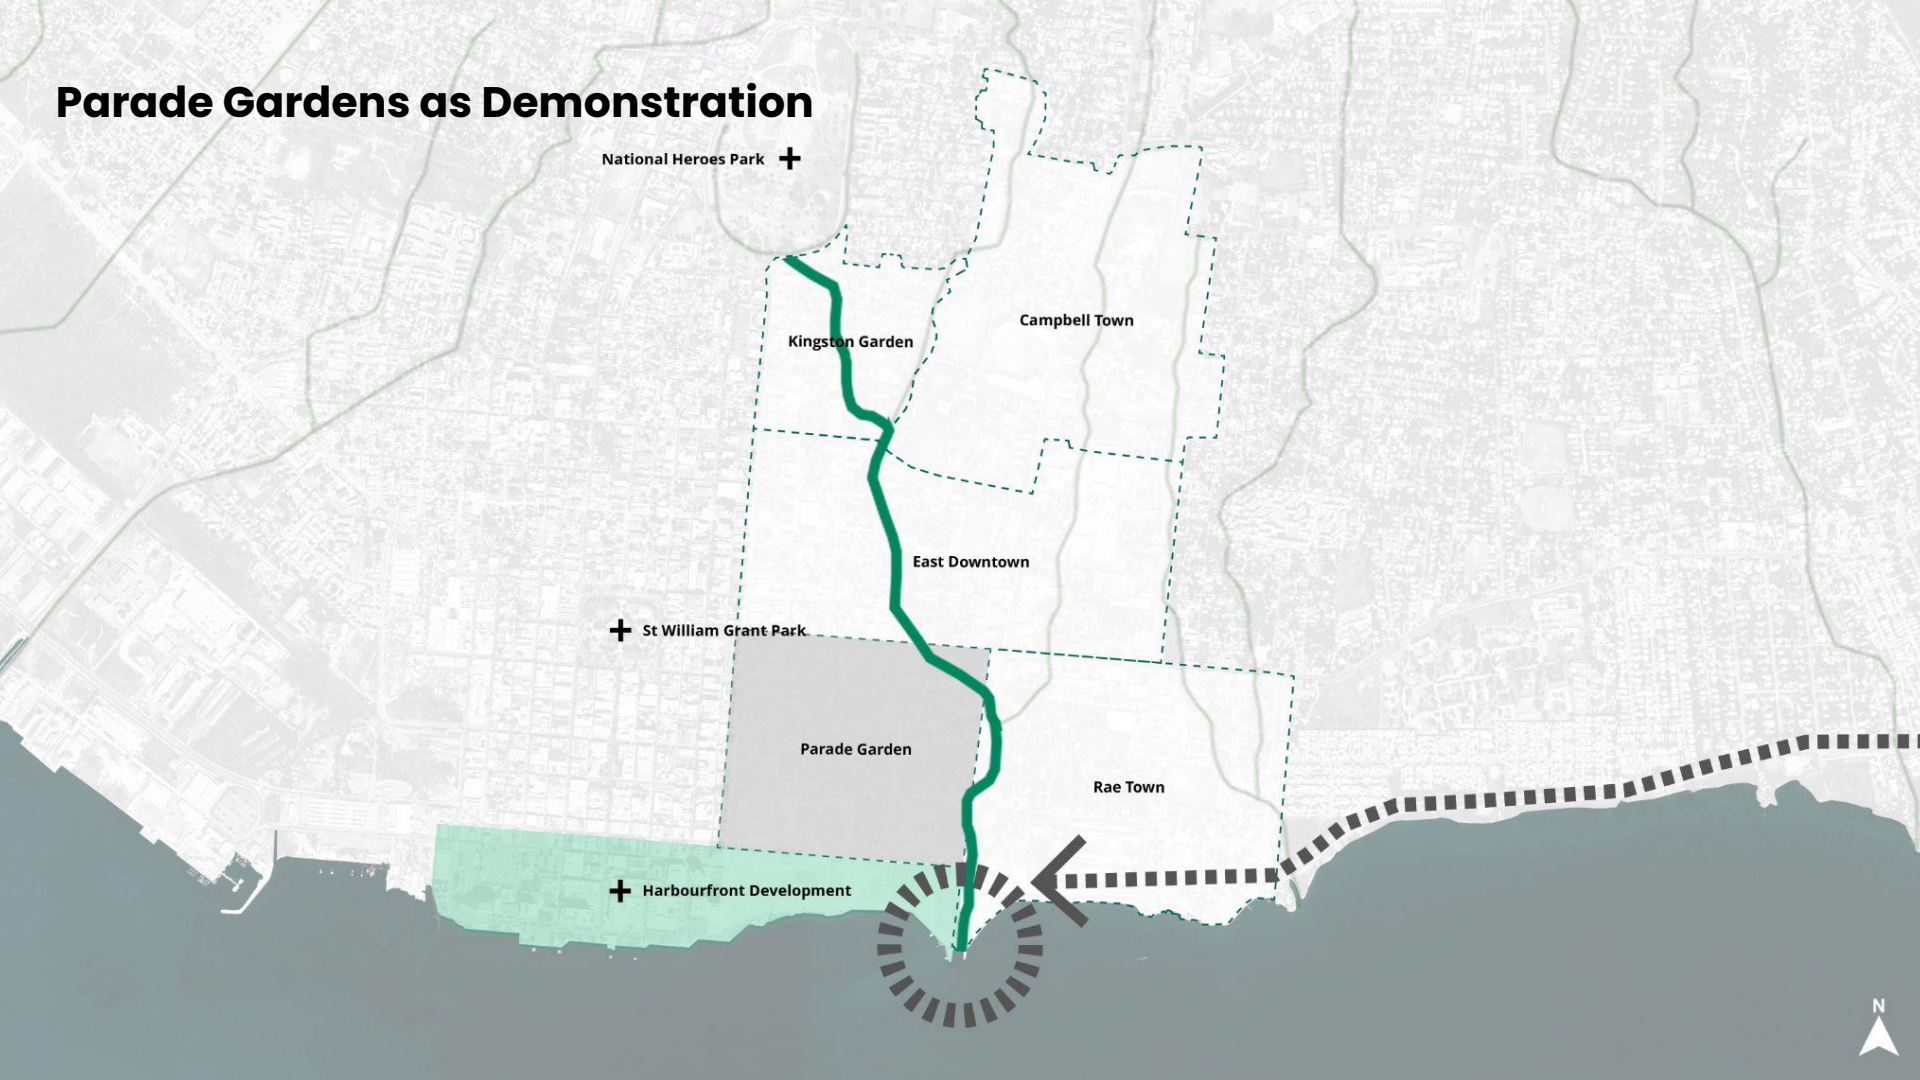 Parade Gardens as Demonstration
National Heroes Park
Campbell Town
Kingston Garden
East Downtown
St William Grant Park
Parade Garden
Rae Town
Harbourfront Development
N